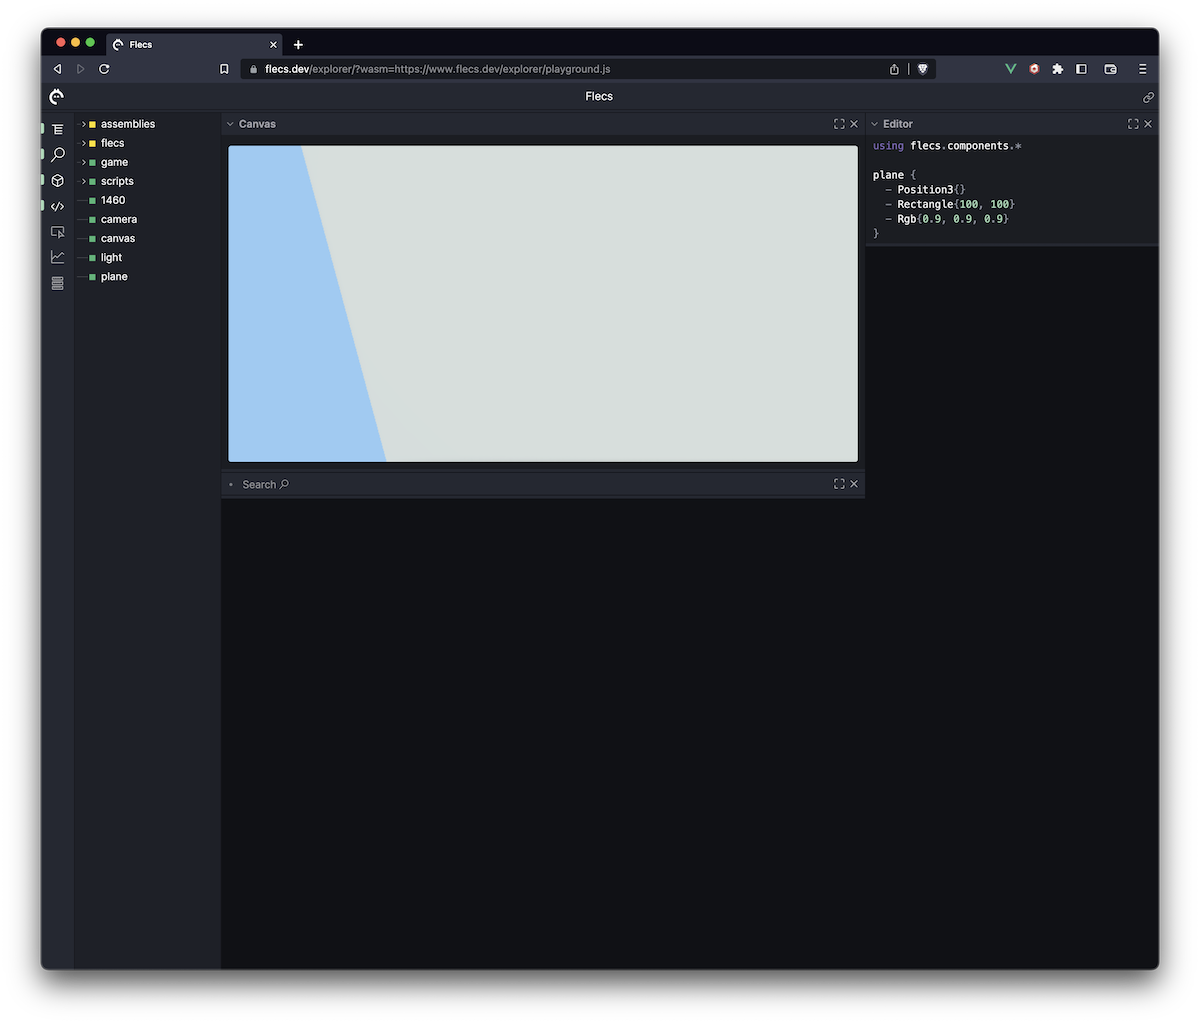 Flecs
flecs.dev/explorer/?wasm=https://www.flecs.dev/explorer/playground.js
Flecs
assemblies
flecs
game
scripts
1460
camera
canvas
light
plane
Canvas
Search
Editor
using flecs.components.*
plane {
- Position3{}
- Rectangle{100, 100}
- Rgb{0.9, 0.9, 0.9}
}